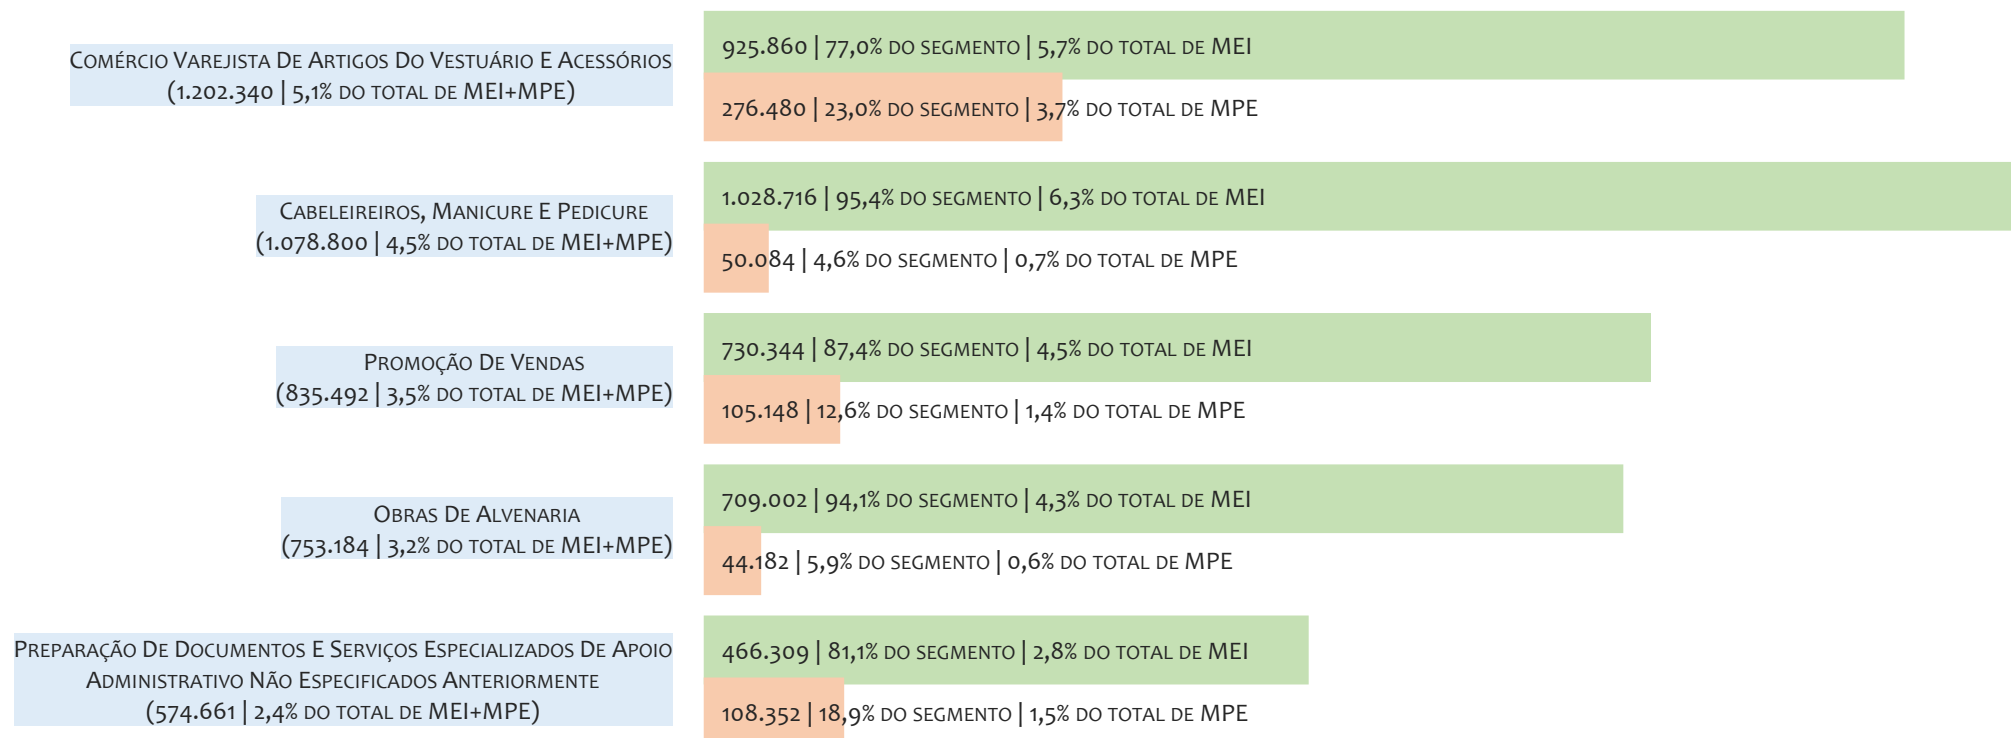 Comércio Varejista De Artigos Do Vestuário E Acessórios
(1.202.340 | 5,1% do total de MEI+MPE)
925.860 | 77,0% do segmento | 5,7% do total de MEI
276.480 | 23,0% do segmento | 3,7% do total de MPE
Cabeleireiros, Manicure E Pedicure
(1.078.800 | 4,5% do total de MEI+MPE)
1.028.716 | 95,4% do segmento | 6,3% do total de MEI
50.084 | 4,6% do segmento | 0,7% do total de MPE
Promoção De Vendas
(835.492 | 3,5% do total de MEI+MPE)
730.344 | 87,4% do segmento | 4,5% do total de MEI
105.148 | 12,6% do segmento | 1,4% do total de MPE
Obras De Alvenaria
(753.184 | 3,2% do total de MEI+MPE)
709.002 | 94,1% do segmento | 4,3% do total de MEI
44.182 | 5,9% do segmento | 0,6% do total de MPE
Preparação De Documentos E Serviços Especializados De Apoio
Administrativo Não Especificados Anteriormente
(574.661 | 2,4% do total de MEI+MPE)
466.309 | 81,1% do segmento | 2,8% do total de MEI
108.352 | 18,9% do segmento | 1,5% do total de MPE